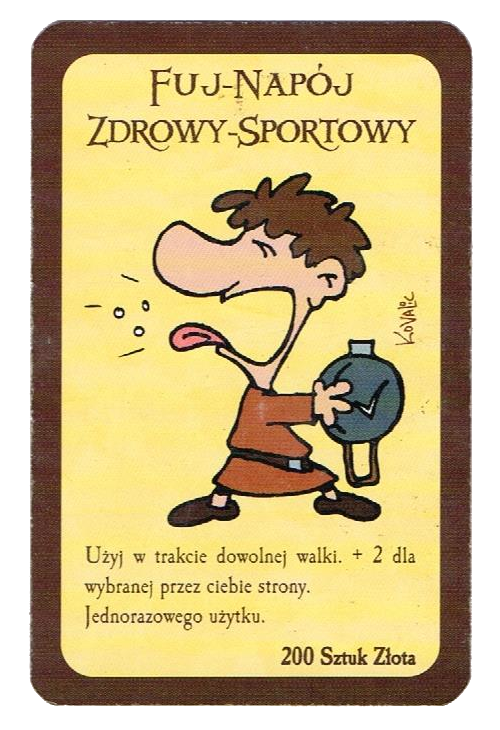 Fuj-Napój
Zdrowy-Sportowy
Kovalic
Użyj w trakcie dowolnej walki. + 2 dla
wybranej przez ciebie strony.
Jednorazowego użytku.
200 Sztuk Złota